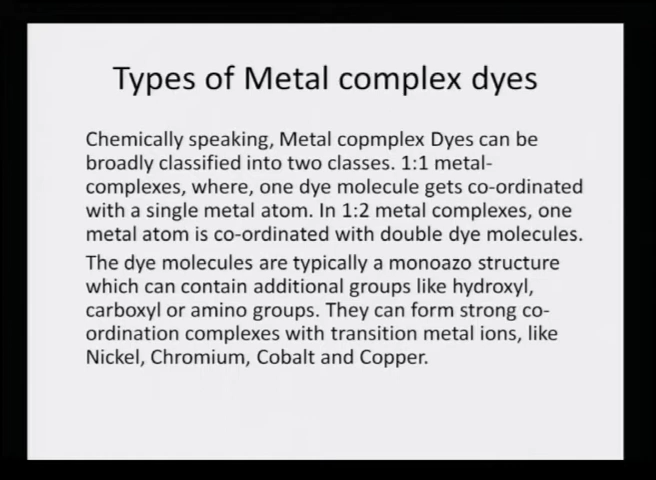 Types of Metal complex dyes
Chemically speaking, Metal copmplex Dyes can be
broadly classified into two classes. 1:1 metal-
complexes, where, one dye molecule gets co-ordinated
with a single metal atom. In 1:2 metal complexes, one
metal atom is co-ordinated with double dye molecules.
The dye molecules are typically a monoazo structure
which can contain additional groups like hydroxyl,
carboxyl or amino groups. They can form strong co-
ordination complexes with transition metal ions, like
Nickel, Chromium, Cobalt and Copper.